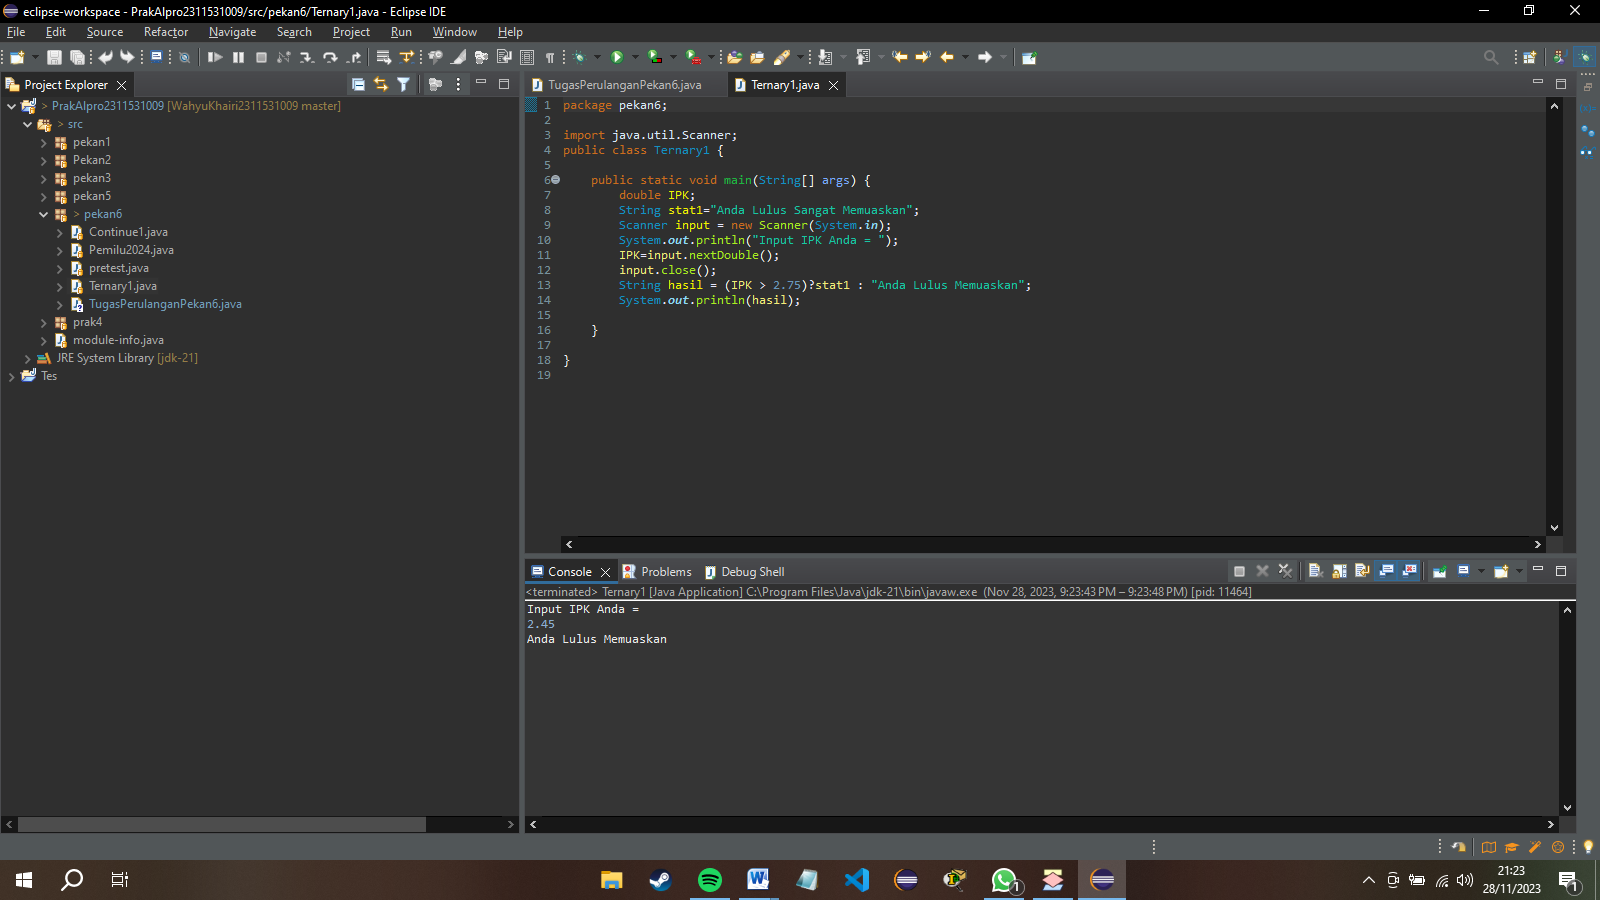 eclipse-workspace - PrakAlpro2311531009/src/pekan6/Ternary1.java - Eclipse IDE
File Edit Source Refactor Navigate Search Project Run Window Help
Project Explorer
> PrakAlpro2311531009 [WahyuKhairi2311531009 master]
> src
pekan1
Pekan2
pekan3
pekan5
> pekan6
Continue1.java
Pemilu2024.java
pretest.java
Ternary1.java
TugasPerulanganPekan6.java
prak4
module-info.java
JRE System Library [jdk-21]
Tes
TugasPerulanganPekan6.java Ternary1.java
1 package pekan6;
2
3 import java.util.Scanner;
4 public class Ternary1 {
5
6 public static void main(String[] args) {
7 double IPK;
8 String stat1="Anda Lulus Sangat Memuaskan";
9 Scanner input = new Scanner(System.in);
10 System.out.println("Input IPK Anda = ");
11 IPK=input.nextDouble();
12 input.close();
13 String hasil = (IPK > 2.75)?stat1 : "Anda Lulus Memuaskan";
14 System.out.println(hasil);
15
16 }
17
18 }
19
Console Problems Debug Shell
<terminated> Ternary1 [Java Application] C:\Program Files\Java\jdk-21\bin\javaw.exe (Nov 28, 2023, 9:23:43 PM – 9:23:48 PM) [pid: 11464]
Input IPK Anda =
2.45
Anda Lulus Memuaskan
21:23
28/11/2023
1
1